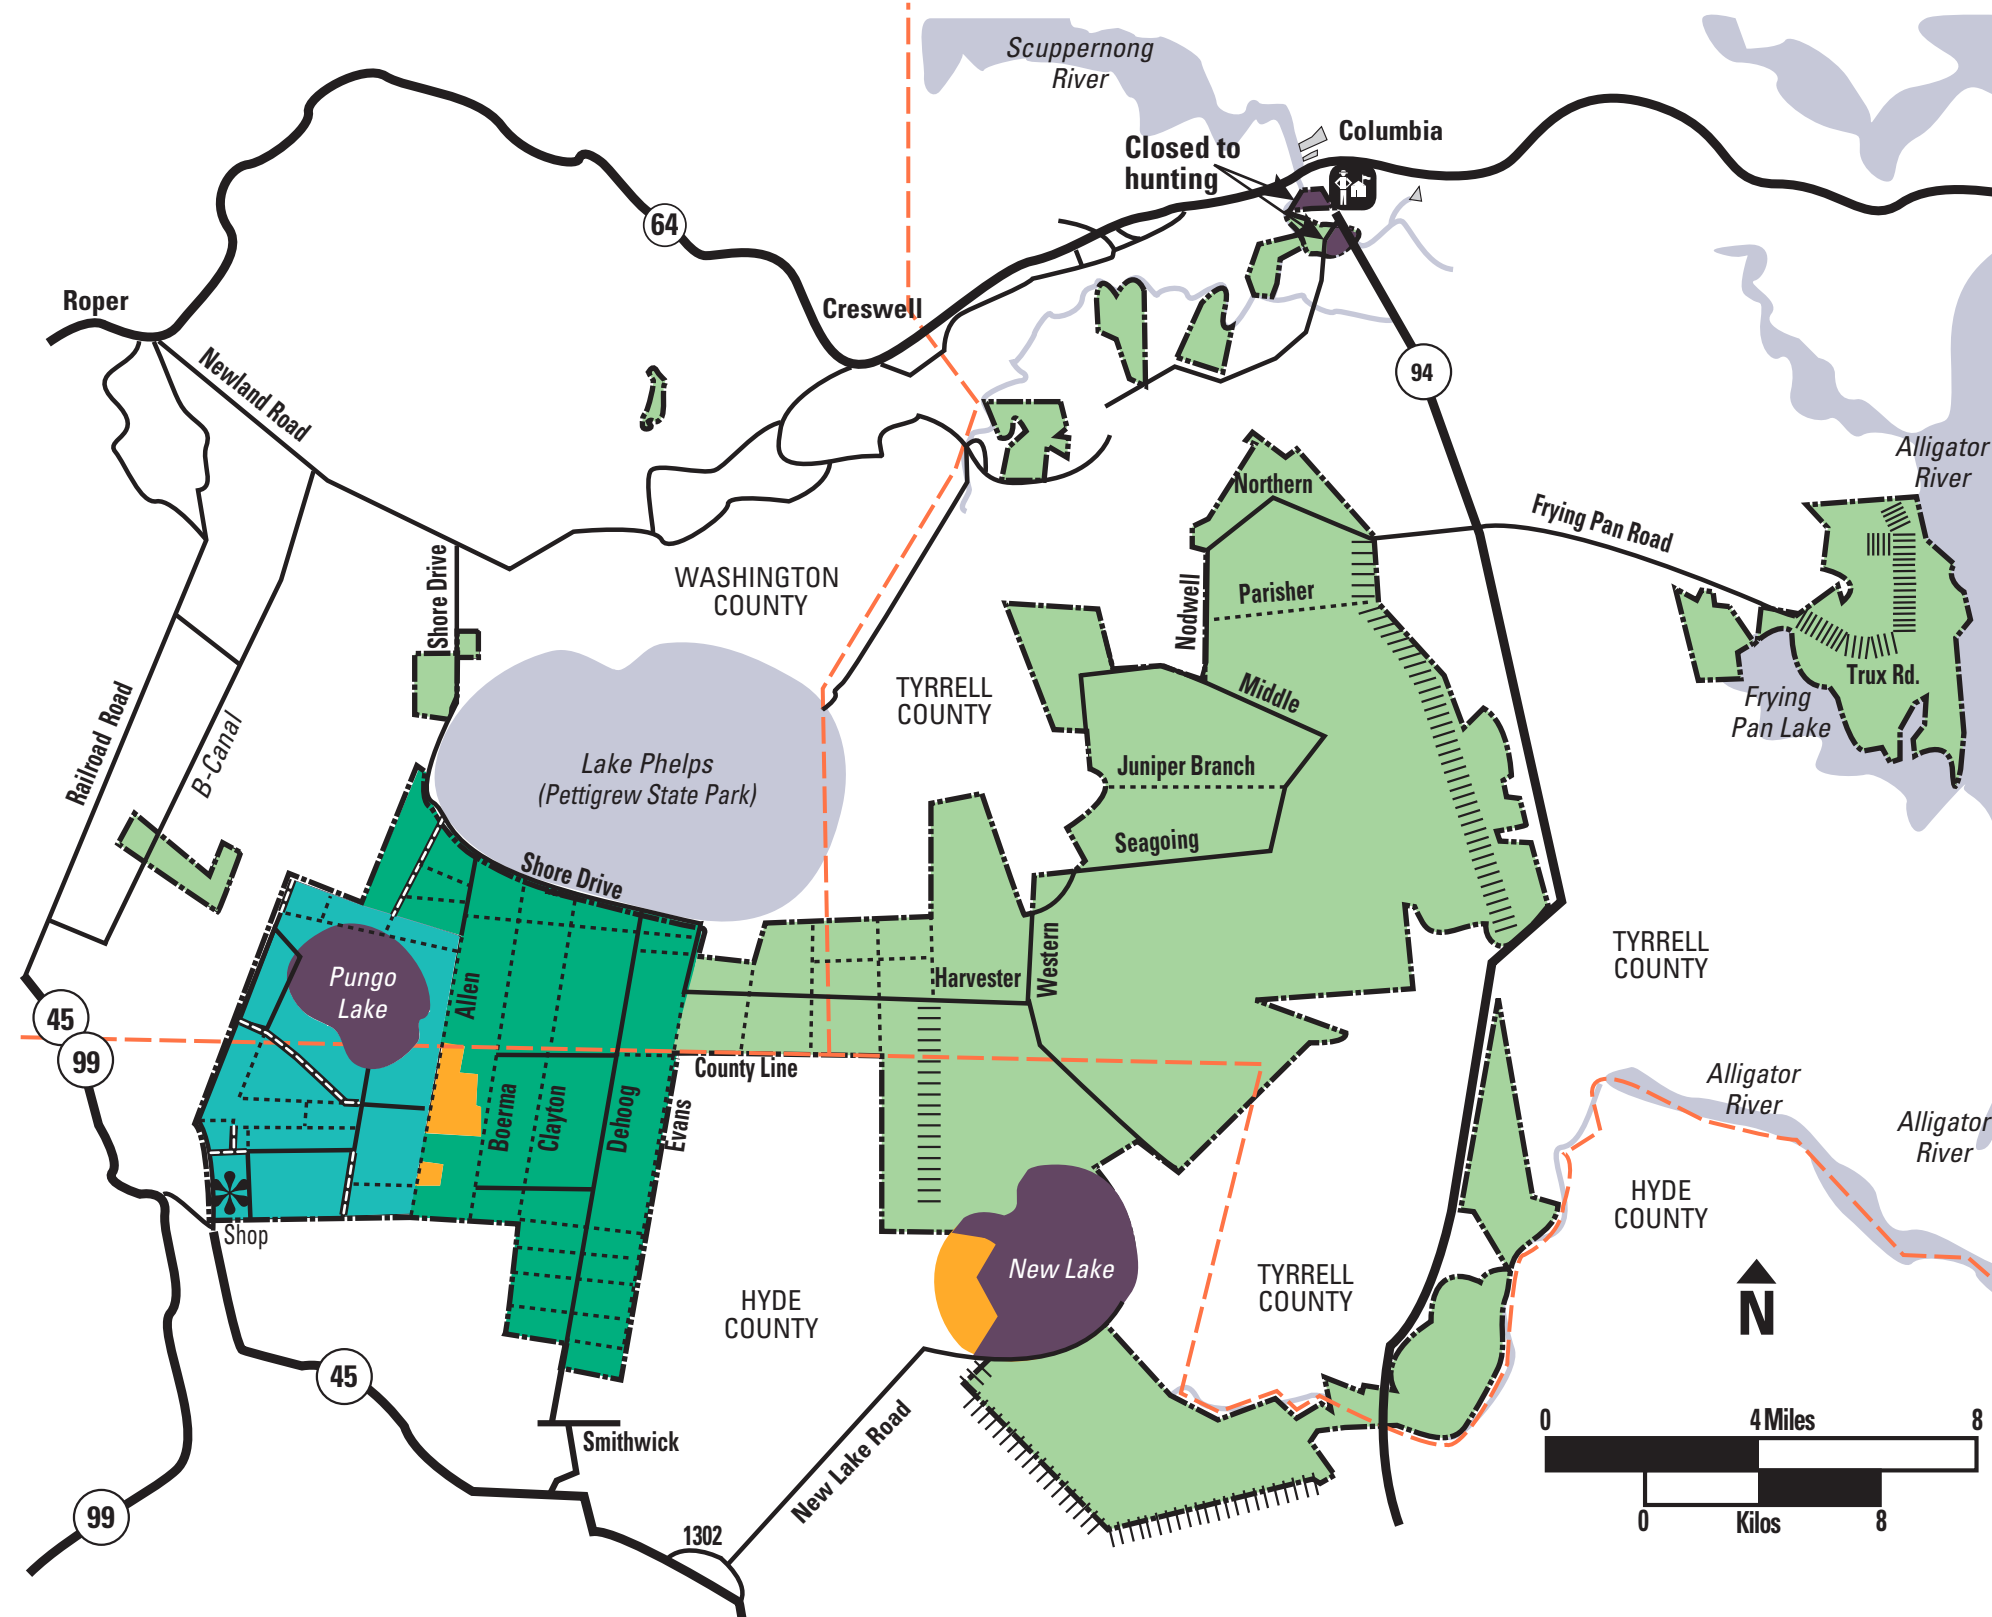 Scuppernong
River
Columbia
Closed to
hunting
64
Roper
Creswell
Newland Road
94
Alligator
River
Northern
Frying Pan Road
Shore Drive
WASHINGTON
COUNTY
Nodwell
Parisher
TYRRELL
COUNTY
Middle
Trux Rd.
Frying
Pan Lake
Railroad Road
B-Canal
Lake Phelps
(Pettigrew State Park)
Juniper Branch
Seagoing
Shore Drive
TYRRELL
COUNTY
Pungo
Lake
Allen
Harvester
Western
45
99
County Line
Boerma
Clayton
Dehoog
Evans
Alligator
River
Alligator
River
HYDE
COUNTY
Shop
New Lake
TYRRELL
COUNTY
HYDE
COUNTY
N
45
Smithwick
New Lake Road
0 4 Miles 8
0 Kilos 8
99
1302